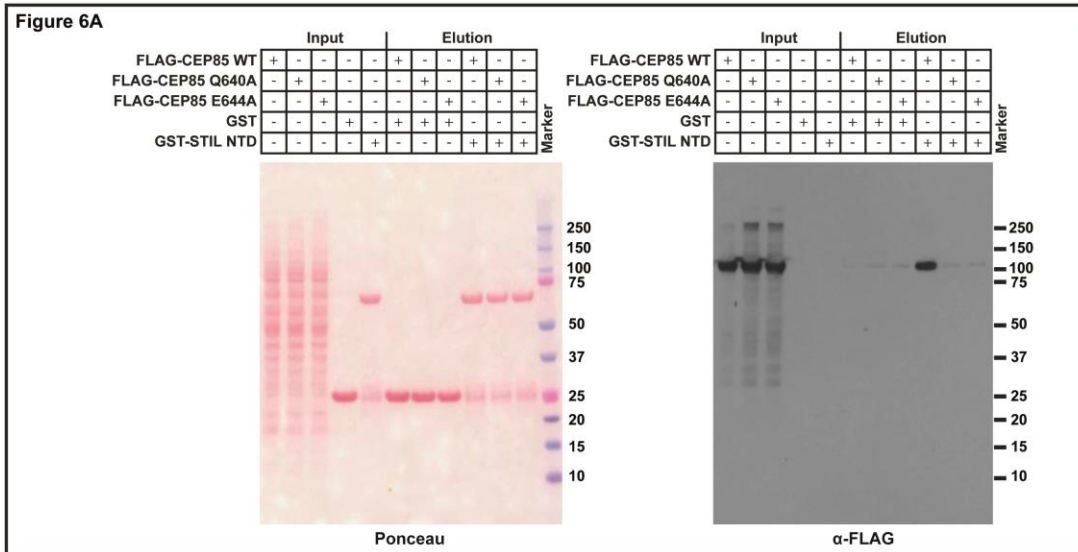 Figure 6A
Input Elution
FLAG-CEP85 WT + - - - - + - - + - -
FLAG-CEP85 Q640A - + - - - - + - - + -
FLAG-CEP85 E644A - - + - - - - + - - +
GST - - - + - + + + - - -
GST-STIL NTD - - - - + - - - + + +
Marker
250
150
100
75
50
37
25
20
15
10
Ponceau
Input Elution
FLAG-CEP85 WT + - - - - + - - + - -
FLAG-CEP85 Q640A - + - - - - + - - + -
FLAG-CEP85 E644A - - + - - - - + - - +
GST - - - + - + + + - - -
GST-STIL NTD - - - - + - - - + + +
Marker
250
150
100
75
50
37
25
20
15
10
α-FLAG